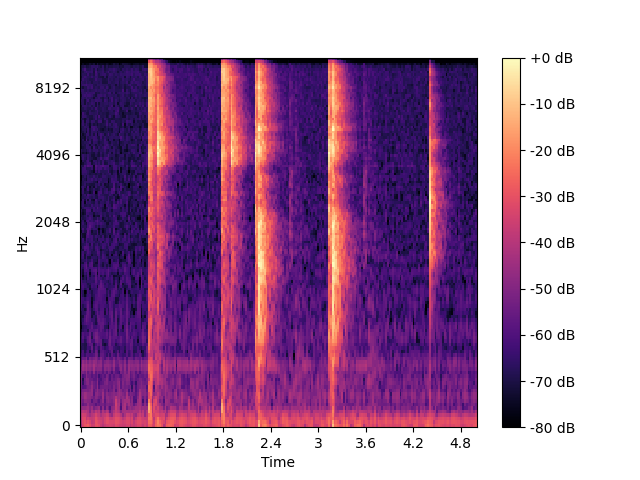 8192
4096
2048
1024
512
0
Hz
0 0.6 1.2 1.8 2.4 3 3.6 4.2 4.8
Time
+0 dB
-10 dB
-20 dB
-30 dB
-40 dB
-50 dB
-60 dB
-70 dB
-80 dB